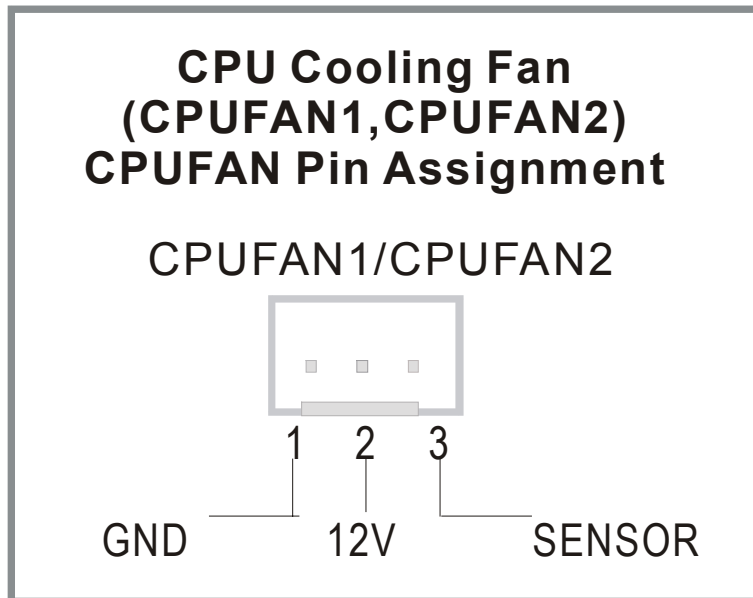 CPU Cooling Fan
(CPUFAN1,CPUFAN2)
CPUFAN Pin Assignment
CPUFAN1/CPUFAN2
1 2 3
GND 12V SENSOR